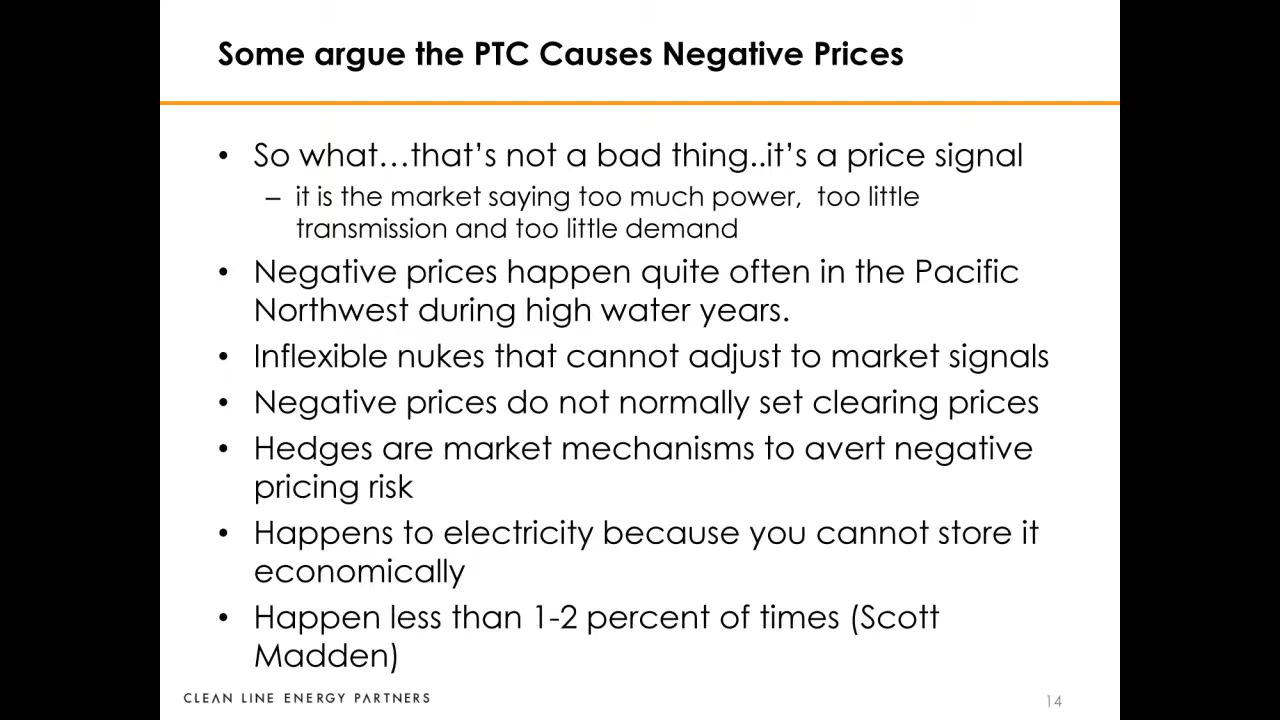 Some argue the PTC Causes Negative Prices
• So what…that's not a bad thing..it's a price signal
– it is the market saying too much power,  too little
transmission and too little demand
• Negative prices happen quite often in the Pacific
Northwest during high water years.
• Inflexible nukes that cannot adjust to market signals
• Negative prices do not normally set clearing prices
• Hedges are market mechanisms to avert negative
pricing risk
• Happens to electricity because you cannot store it
economically
• Happen less than 1-2 percent of times (Scott
Madden)
CLEAN LINE ENERGY PARTNERS
14